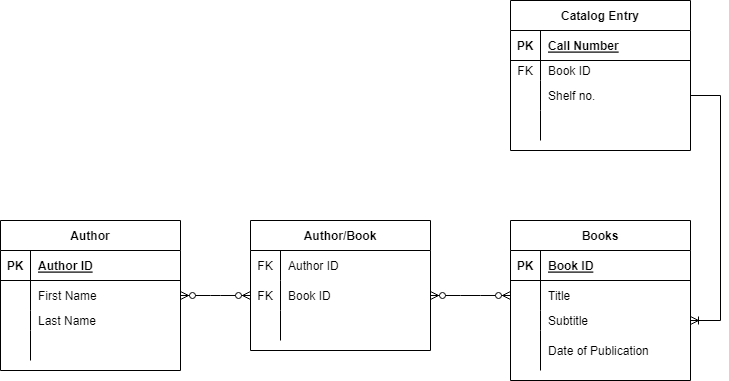 Catalog Entry
PK Call Number
FK Book ID
Shelf no.
Author
PK Author ID
First Name
Last Name
Author/Book
FK Author ID
FK Book ID
Books
PK Book ID
Title
Subtitle
Date of Publication